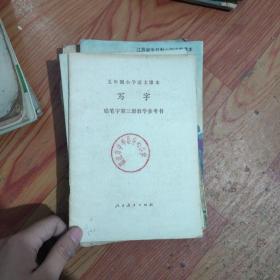 五年制小学语文课本
写字
铅笔字第三册教学参考书
人民教育出版社